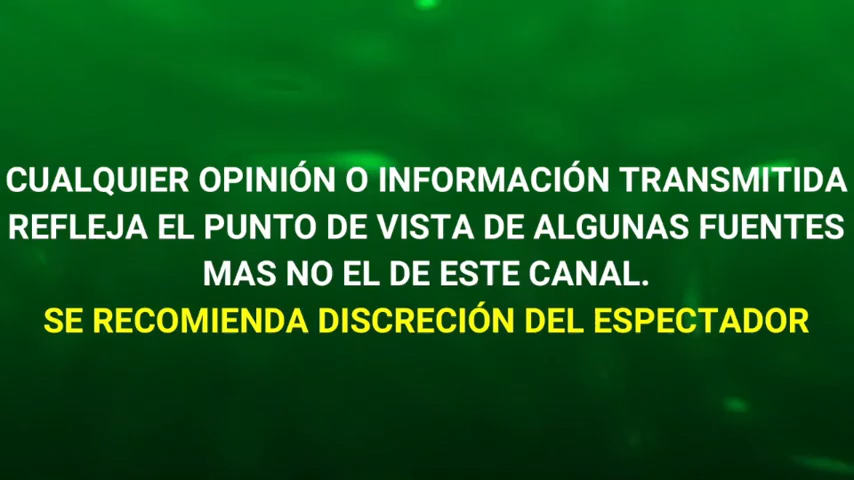 CUALQUIER OPINIÓN O INFORMACIÓN TRANSMITIDA
REFLEJA EL PUNTO DE VISTA DE ALGUNAS FUENTES
MAS NO EL DE ESTE CANAL.
SE RECOMIENDA DISCRECIÓN DEL ESPECTADOR